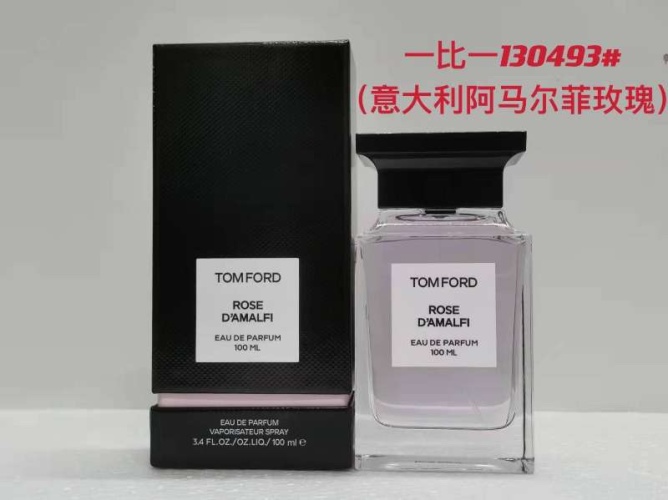 一比一130493#
(意大利阿马尔菲玫瑰)
TOM FORD
ROSE
D'AMALFI
EAU DE PARFUM
100 ML
EAU DE PARFUM
VAPORISATEUR SPRAY
3.4 FL.OZ./OZ.LIQ./100 ml ℮
TOM FORD
ROSE
D'AMALFI
EAU DE PARFUM
100 ML